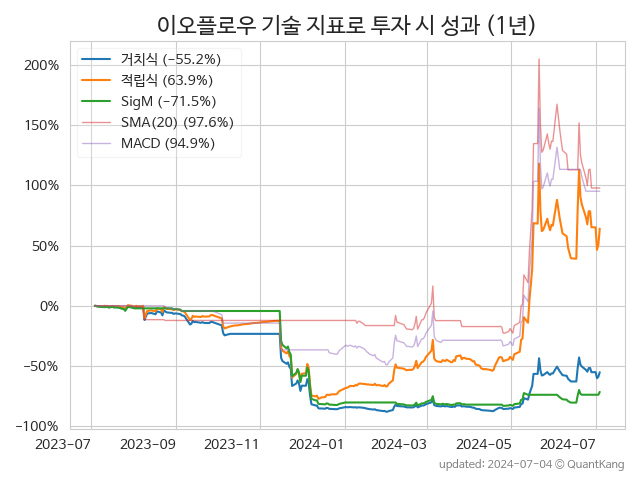 이오플로우 기술 지표로 투자 시 성과 (1년)
거치식 (−55.2%)
적립식 (63.9%)
SigM (−71.5%)
SMA(20) (97.6%)
MACD (94.9%)
200%
150%
100%
50%
0%
−50%
−100%
2023-07 2023-09 2023-11 2024-01 2024-03 2024-05 2024-07
updated: 2024-07-04 © QuantKang